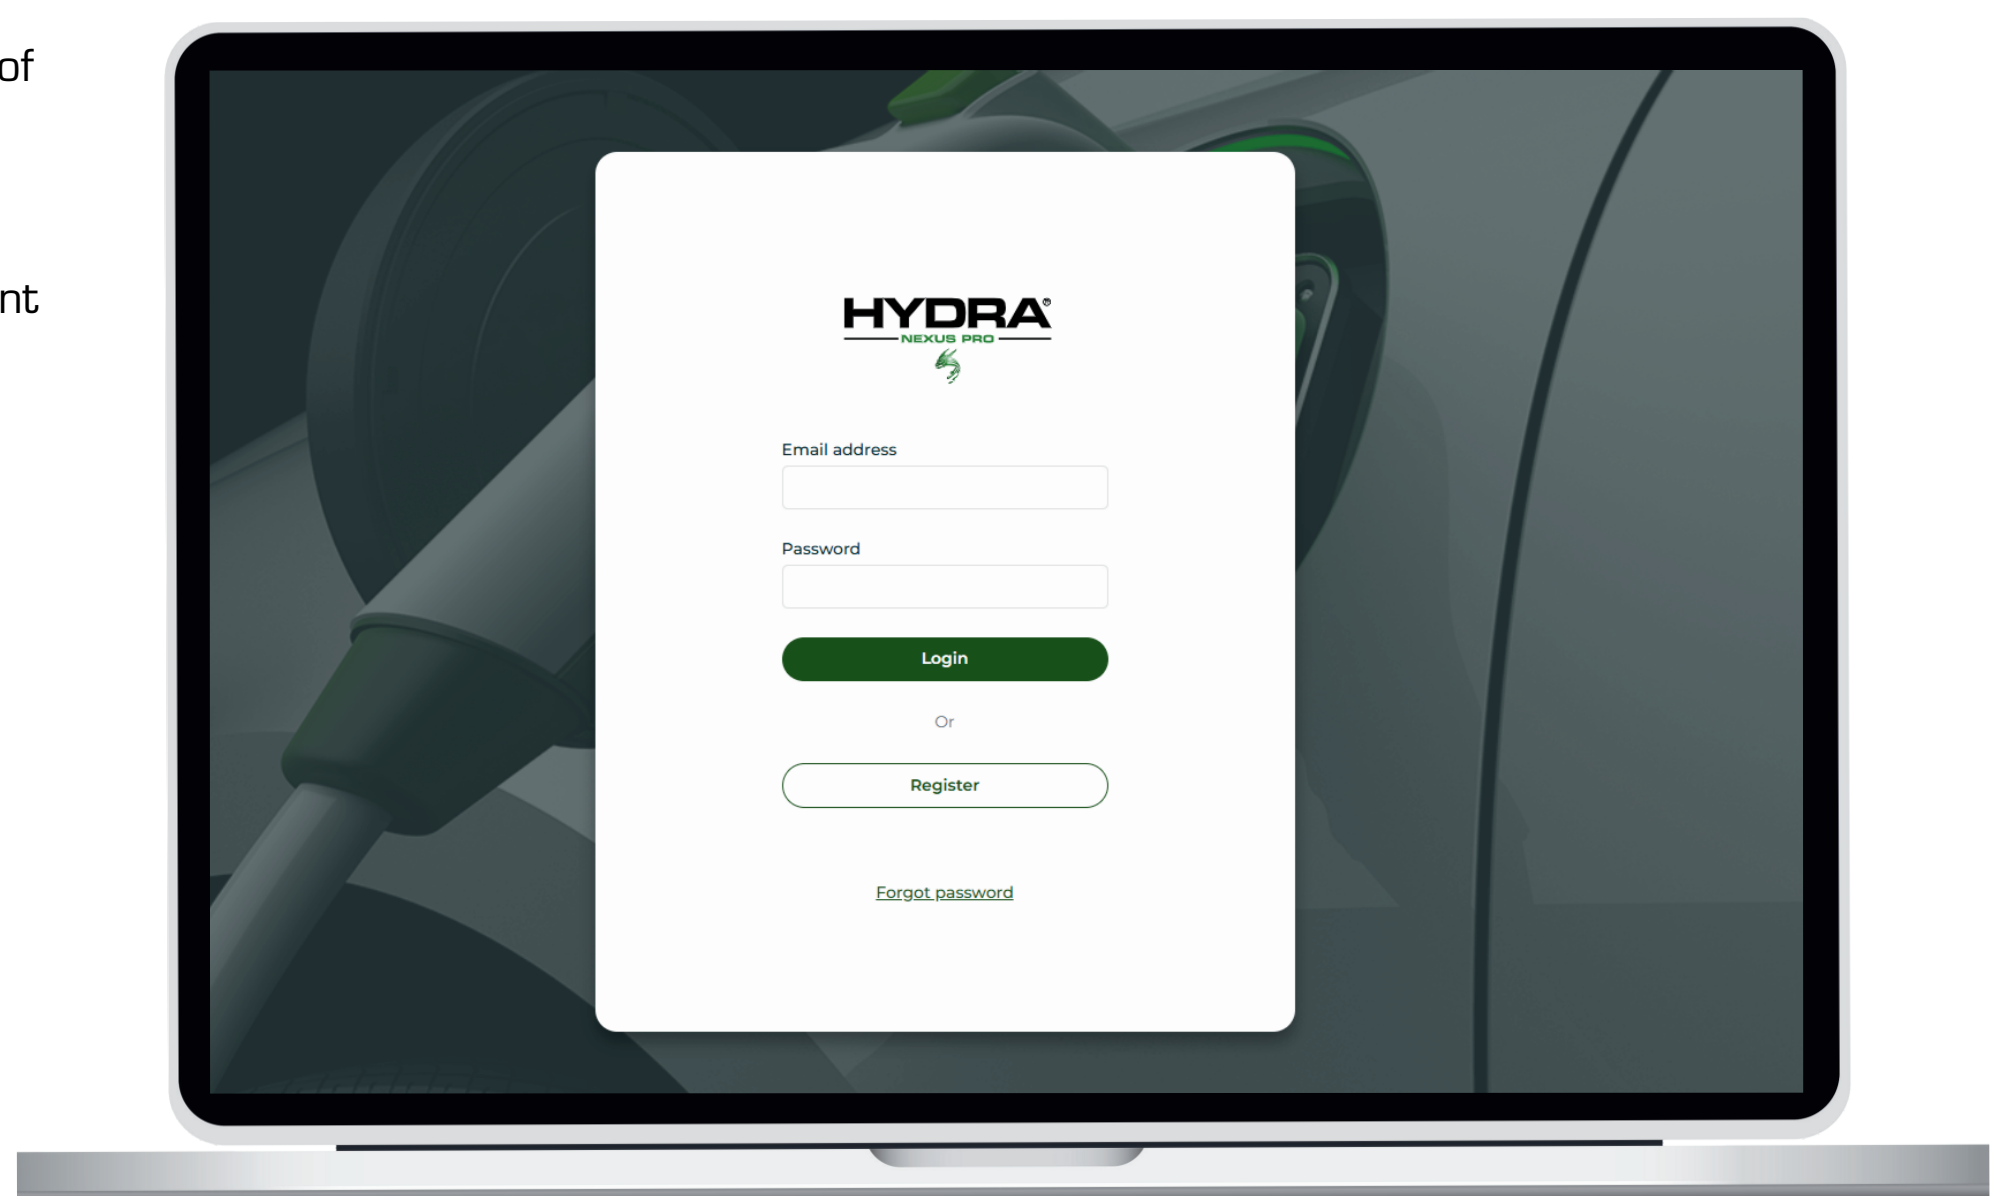 of
nt
HYDRA®
NEXUS PRO
Email address
Password
Login
Or
Register
Forgot password